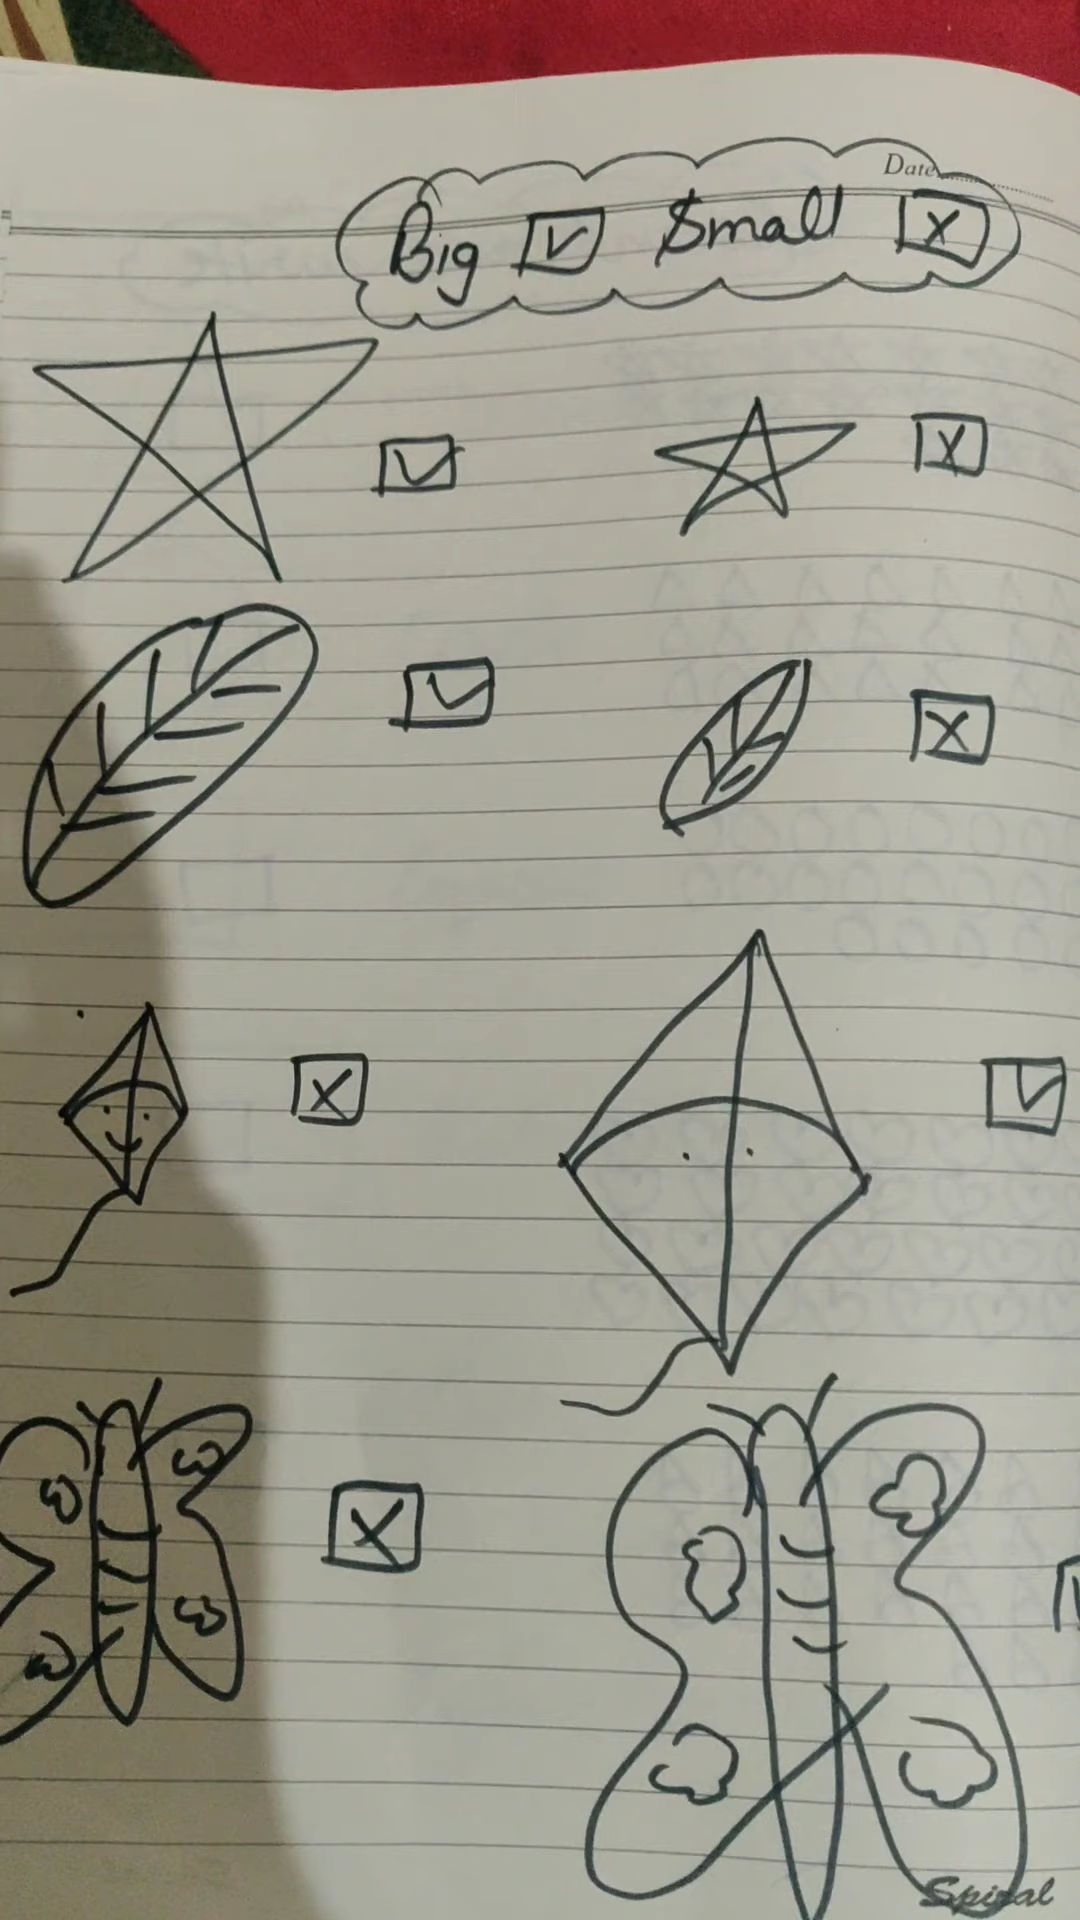 Date
Big ☑ Small ☒
☑ ☒
☑ ☒
☒ ☑
☒
Spiral